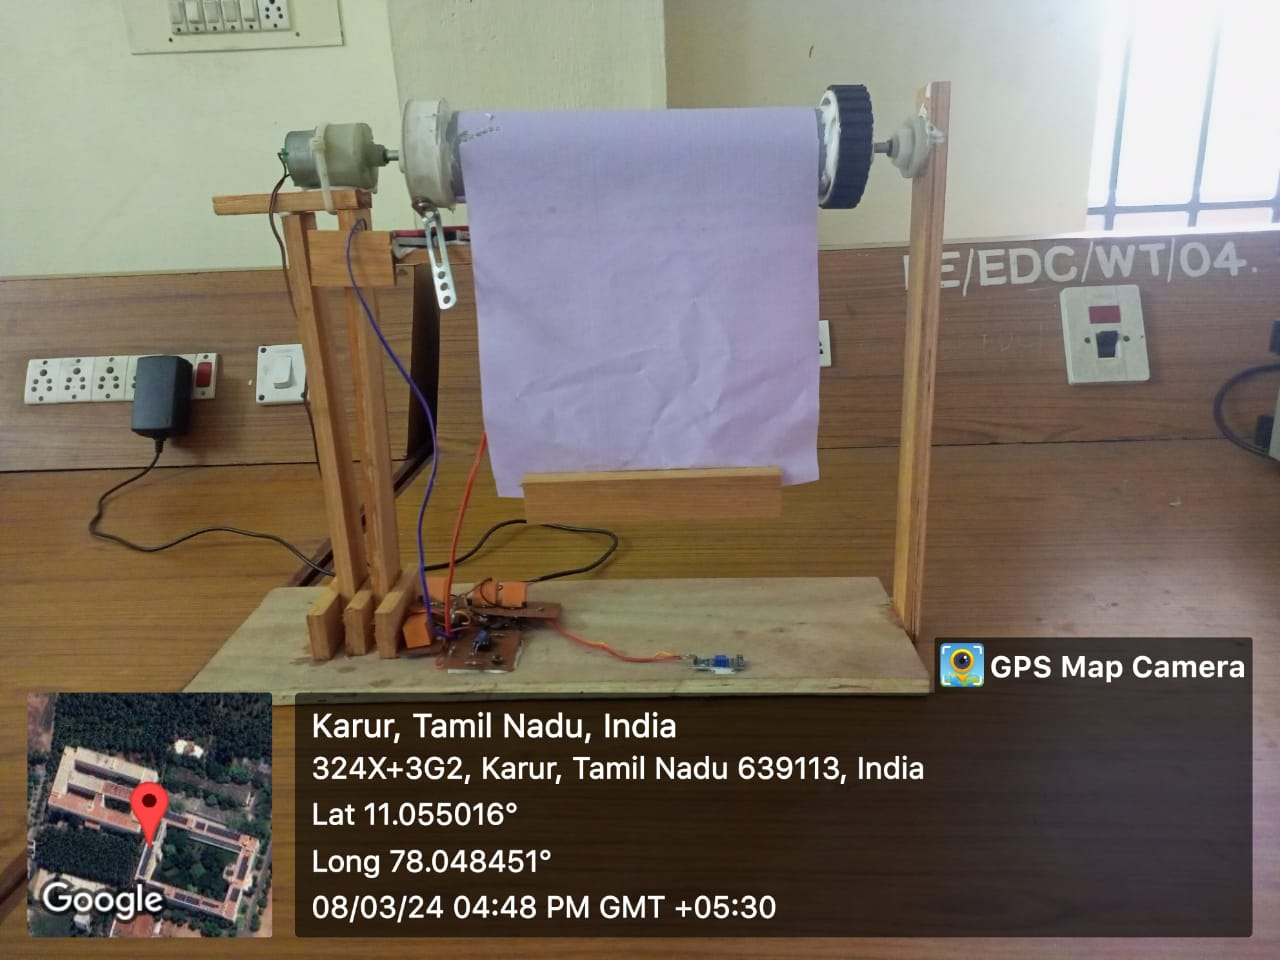 E/EDC/WT/04.
GPS Map Camera
Karur, Tamil Nadu, India
324X+3G2, Karur, Tamil Nadu 639113, India
Lat 11.055016°
Long 78.048451°
08/03/24 04:48 PM GMT +05:30
Google